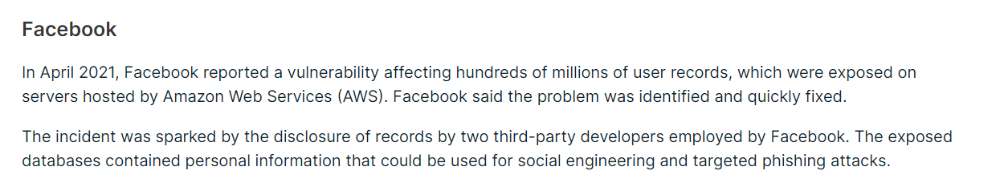 Facebook
In April 2021, Facebook reported a vulnerability affecting hundreds of millions of user records, which were exposed on
servers hosted by Amazon Web Services (AWS). Facebook said the problem was identified and quickly fixed.
The incident was sparked by the disclosure of records by two third-party developers employed by Facebook. The exposed
databases contained personal information that could be used for social engineering and targeted phishing attacks.